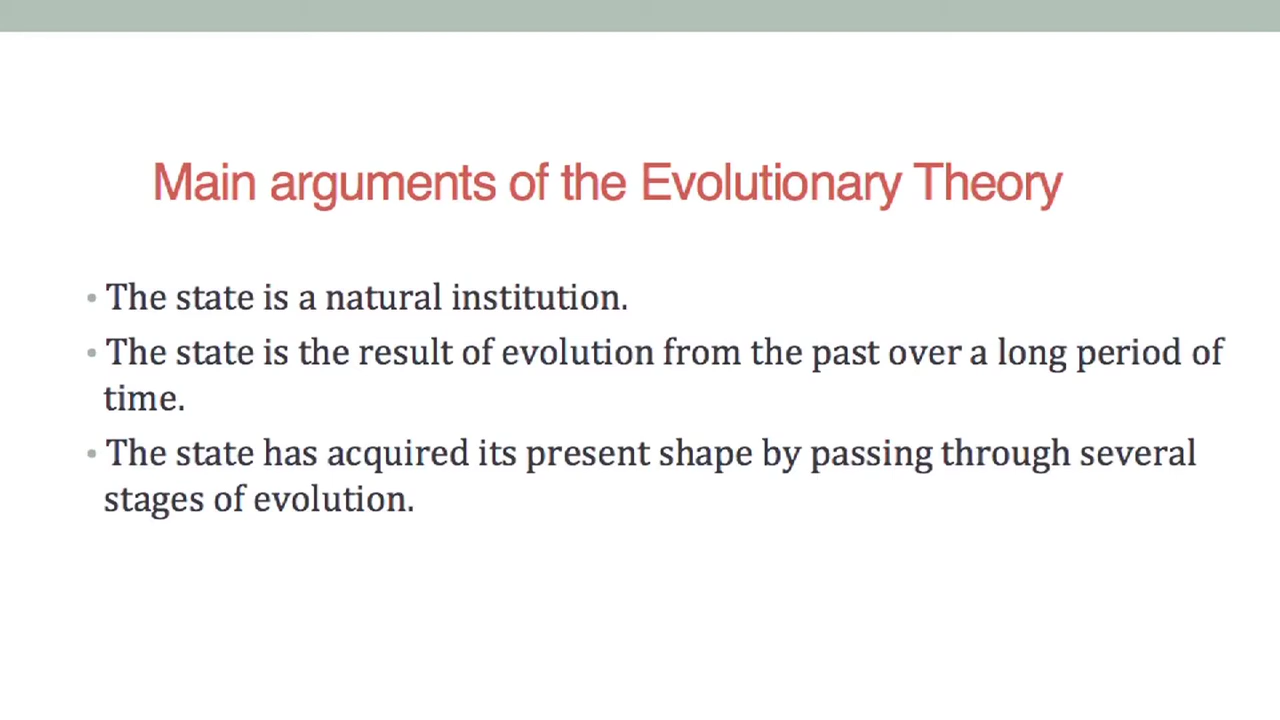 Main arguments of the Evolutionary Theory
• The state is a natural institution.
• The state is the result of evolution from the past over a long period of
time.
• The state has acquired its present shape by passing through several
stages of evolution.